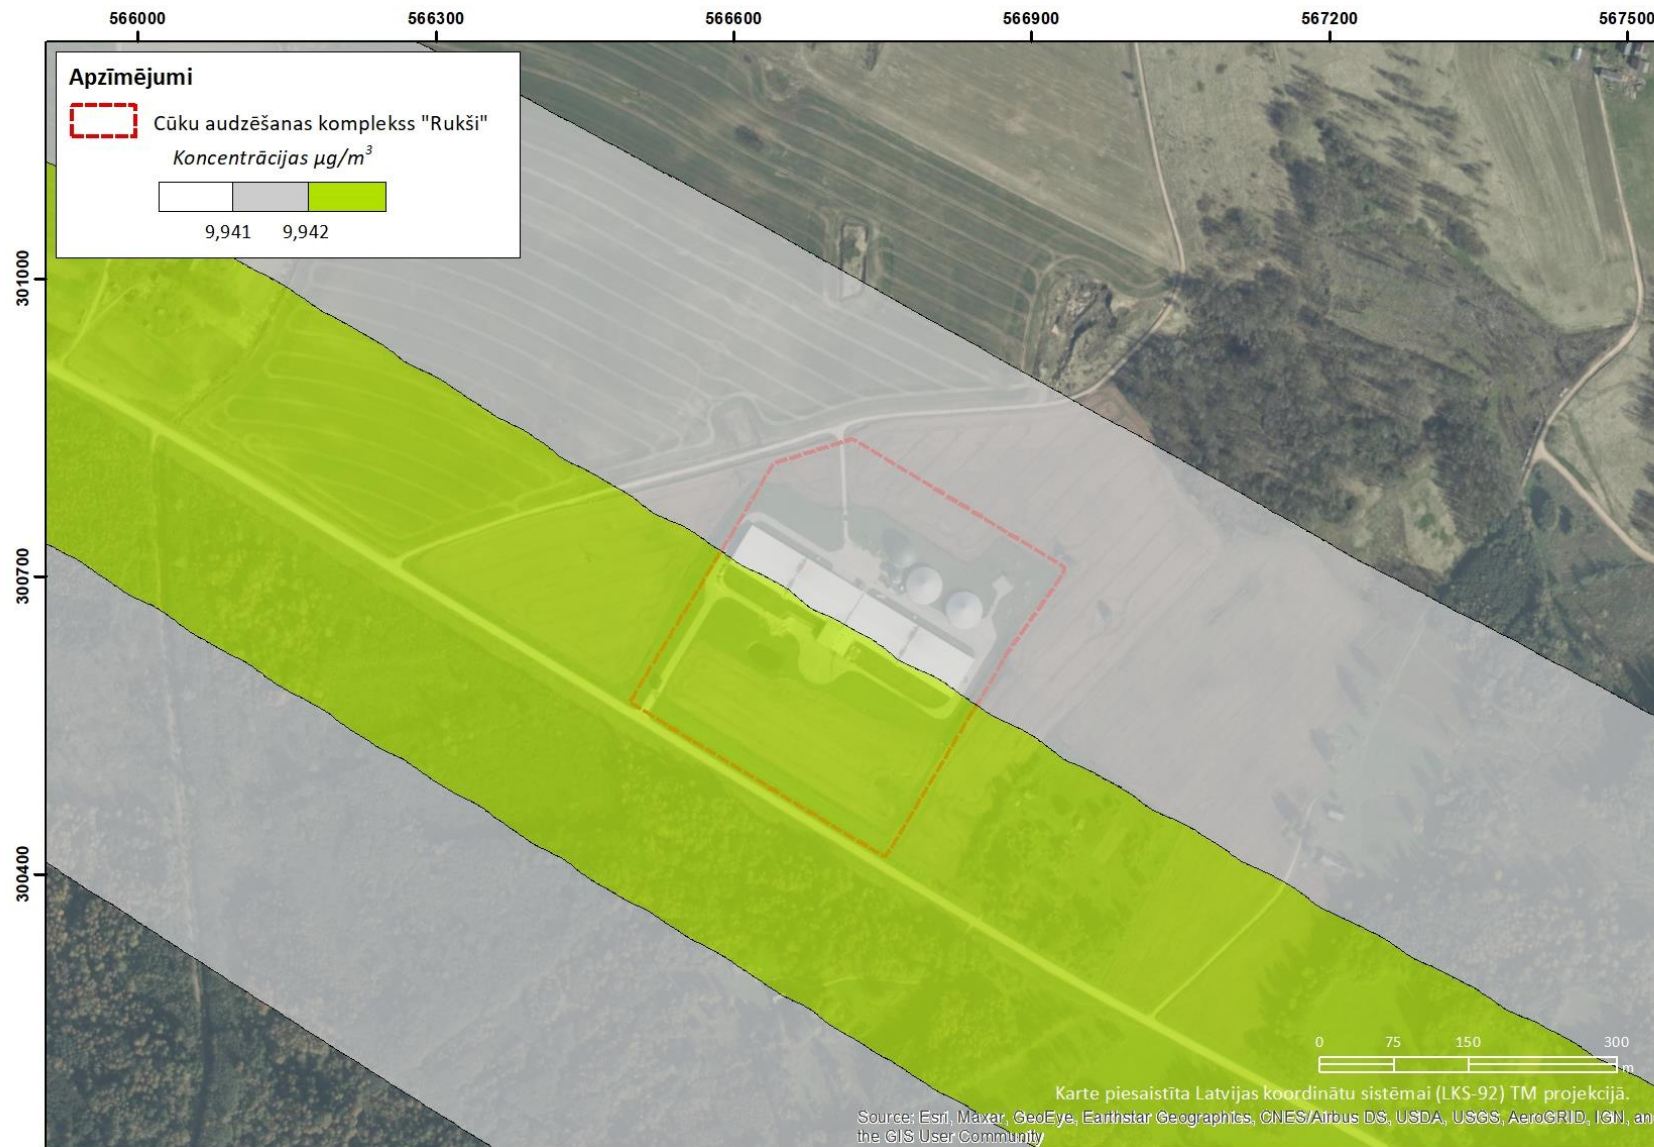 566000 566300 566600 566900 567200 567500
Apzīmējumi
Cūku audzēšanas komplekss "Rukši"
Koncentrācijas µg/m³
9,941 9,942
301000
300700
300400
0 75 150 300
m
Karte piesaistīta Latvijas koordinātu sistēmai (LKS-92) TM projekcijā.
Source: Esri, Maxar, GeoEye, Earthstar Geographics, CNES/Airbus DS, USDA, USGS, AeroGRID, IGN, an
the GIS User Community